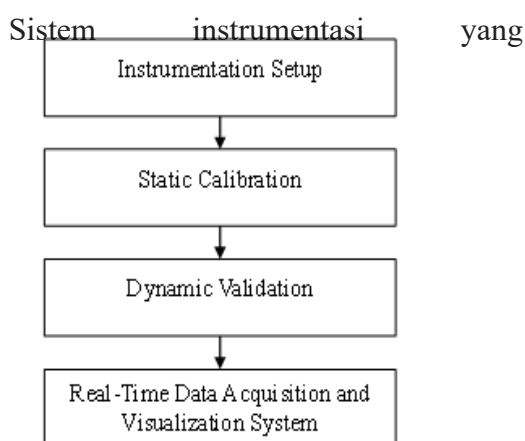 Sistem instrumentasi yang
Instrumentation Setup
Static Calibration
Dynamic Validation
Real-Time Data Acquisition and
Visualization System